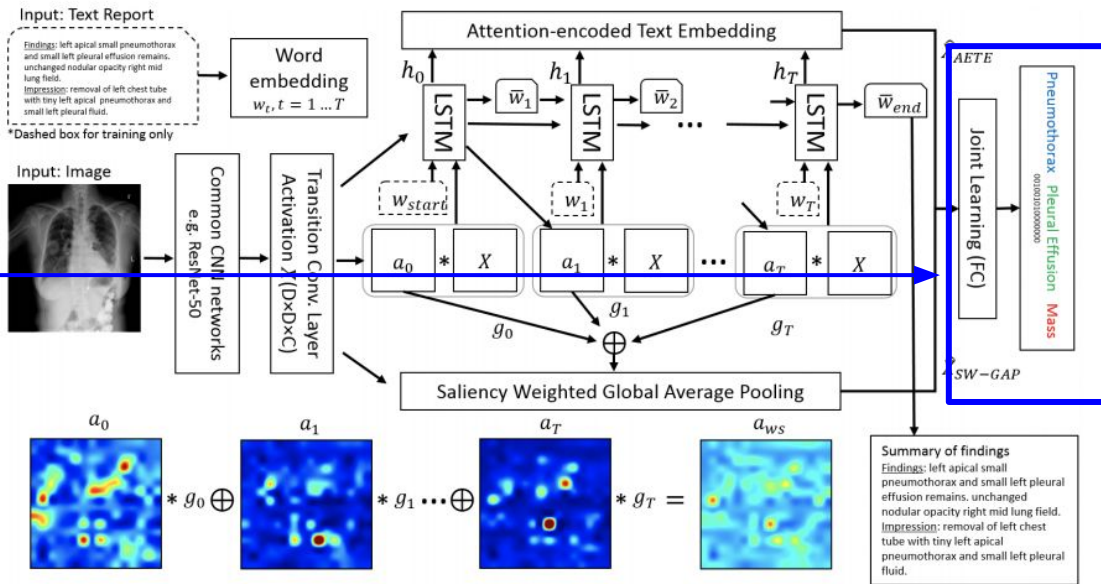 Input: Text Report
Findings: left apical small pneumothorax
and small left pleural effusion remains.
unchanged nodular opacity right mid
lung field.
Impression: removal of left chest tube
with tiny left apical pneumothorax and
small left pleural fluid.
*Dashed box for training only
Word
embedding
w_t, t = 1 … T
Attention-encoded Text Embedding
h_0
h_1
h_T
LSTM
w̅_1
LSTM
w̅_2
…
LSTM
w̅_end
Input: Image
Common CNN networks
e.g. ResNet-50
Transition Conv. Layer
Activation X (D×D×C)
w_start
w_1
w_T
a_0 * X
a_1 * X
…
a_T * X
g_0
g_1
g_T
⊕
Saliency Weighted Global Average Pooling
AETE
SW−GAP
Joint Learning (FC)
Pneumothorax Pleural Effusion Mass
a_0
a_1
a_T
a_ws
* g_0 ⊕
* g_1 … ⊕
* g_T =
Summary of findings
Findings: left apical small
pneumothorax and small left pleural
effusion remains. unchanged
nodular opacity right mid lung field.
Impression: removal of left chest
tube with tiny left apical
pneumothorax and small left pleural
fluid.